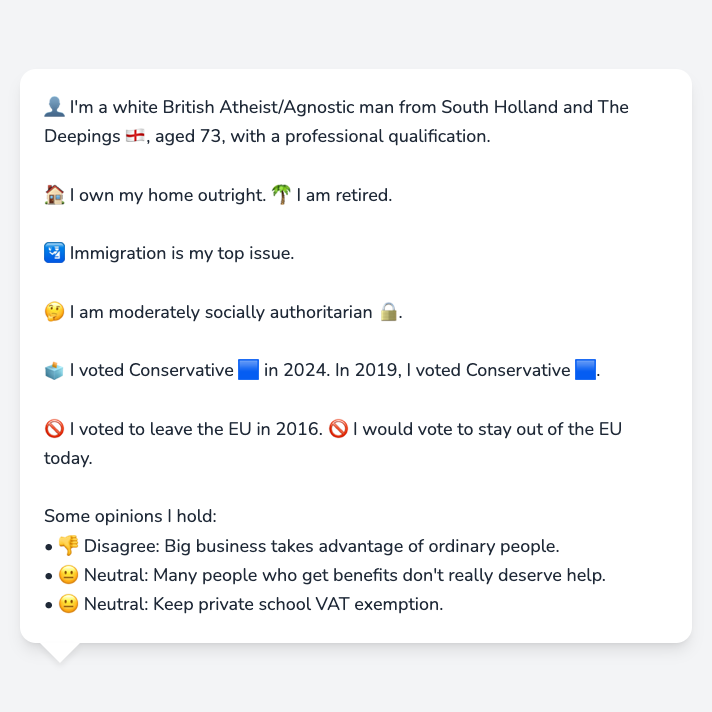 👤 I'm a white British Atheist/Agnostic man from South Holland and The
Deepings 🏴󠁧󠁢󠁥󠁮󠁧󠁿, aged 73, with a professional qualification.
🏠 I own my home outright. 🌴 I am retired.
🛂 Immigration is my top issue.
🤔 I am moderately socially authoritarian 🔒.
🗳️ I voted Conservative 🟦 in 2024. In 2019, I voted Conservative 🟦.
🚫 I voted to leave the EU in 2016. 🚫 I would vote to stay out of the EU
today.
Some opinions I hold:
• 👎 Disagree: Big business takes advantage of ordinary people.
• 😐 Neutral: Many people who get benefits don't really deserve help.
• 😐 Neutral: Keep private school VAT exemption.